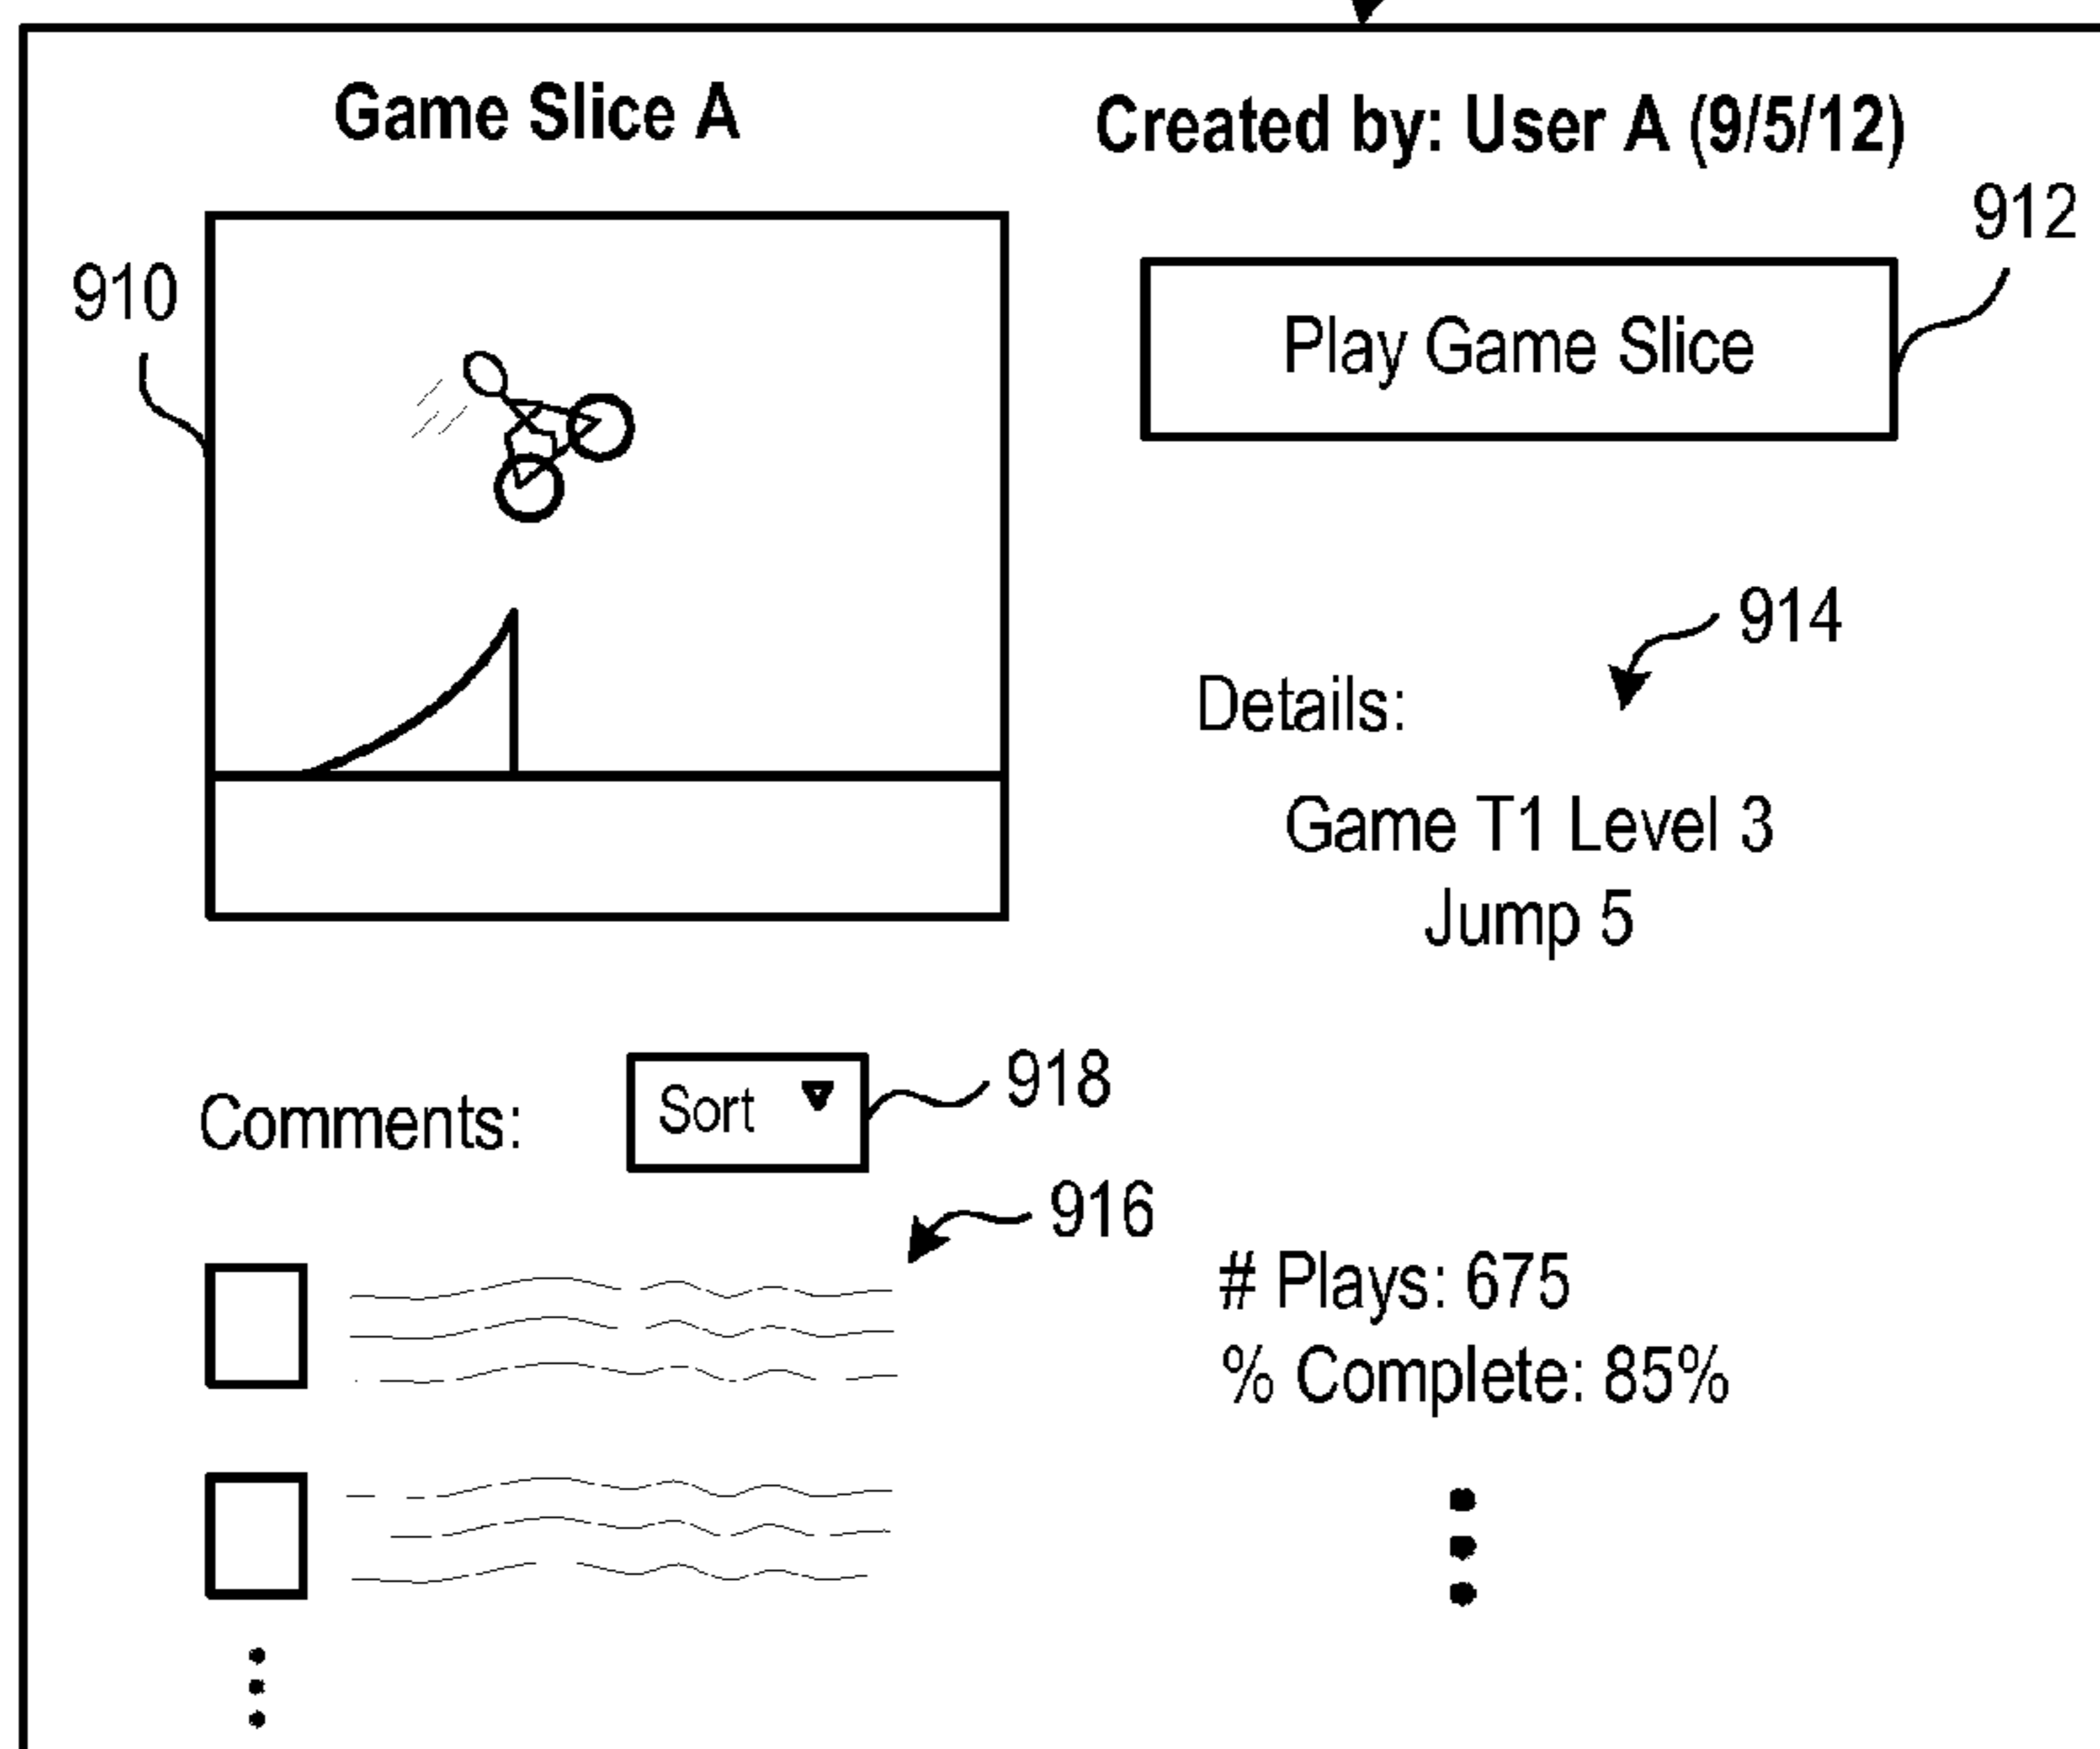 Game Slice A
Created by: User A (9/5/12)
912
910
Play Game Slice
914
Details:
Game T1 Level 3
Jump 5
Comments:
Sort
918
916
# Plays: 675
% Complete: 85%